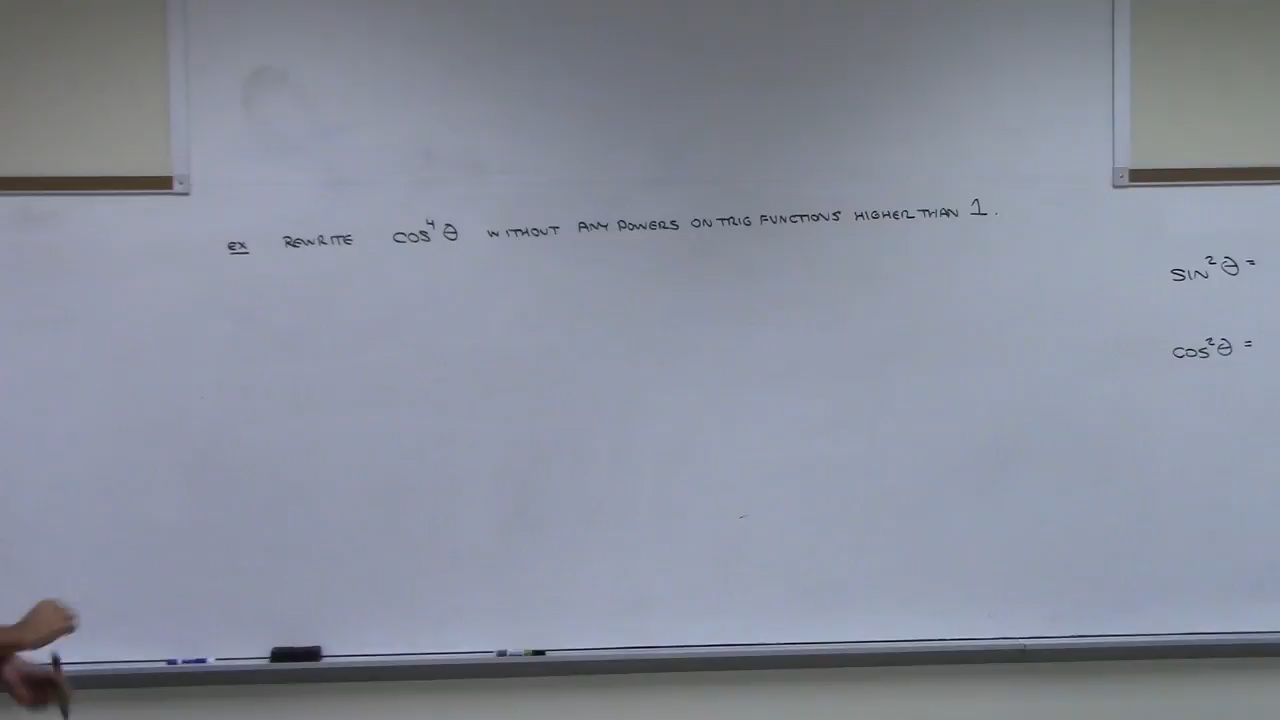 ex REWRITE COS⁴θ WITHOUT ANY POWERS ON TRIG FUNCTIONS HIGHER THAN 1.
SIN²θ =
COS²θ =